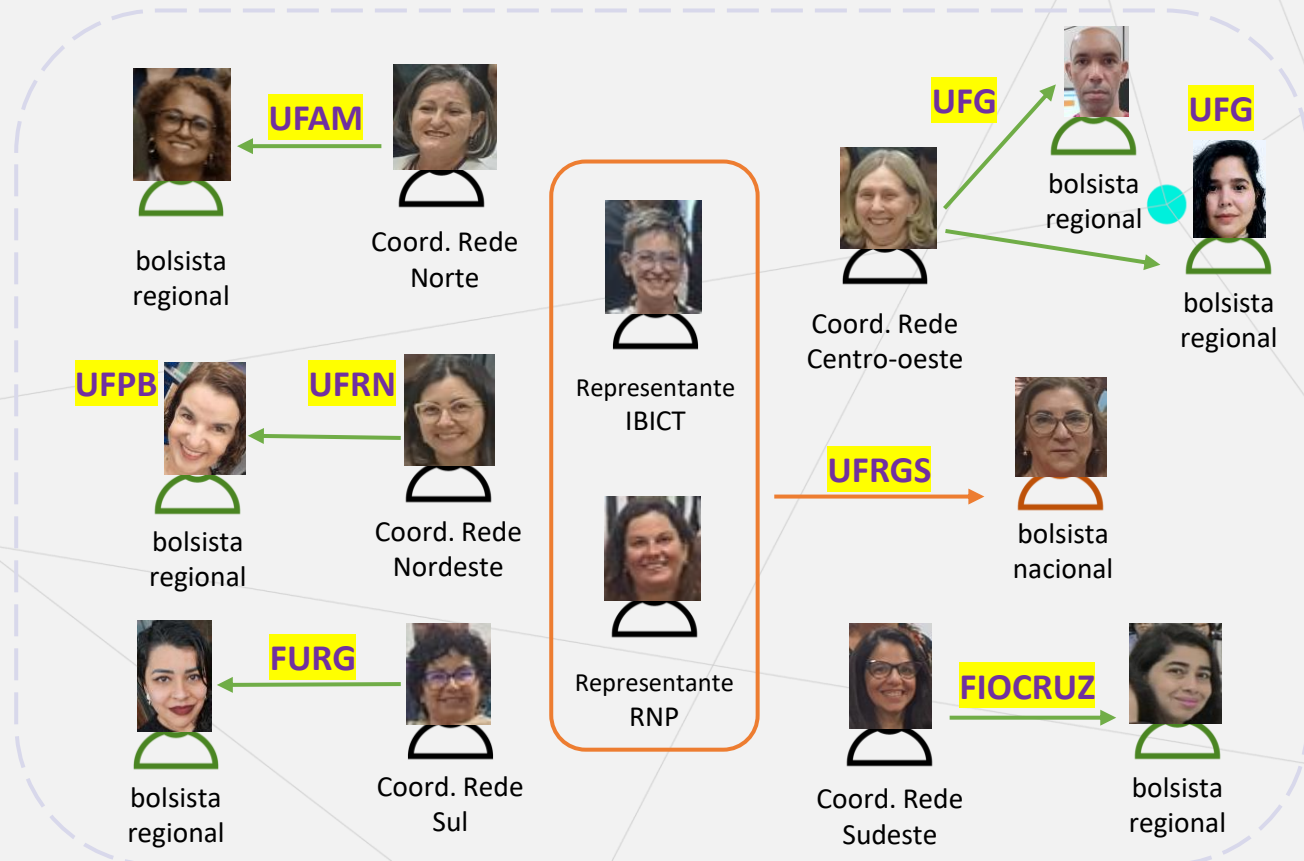 UFAM
bolsista
regional
Coord. Rede
Norte
UFPB
UFRN
bolsista
regional
Coord. Rede
Nordeste
FURG
bolsista
regional
Coord. Rede
Sul
Representante
IBICT
Representante
RNP
UFG
UFG
bolsista
regional
bolsista
regional
Coord. Rede
Centro-oeste
UFRGS
bolsista
nacional
FIOCRUZ
Coord. Rede
Sudeste
bolsista
regional